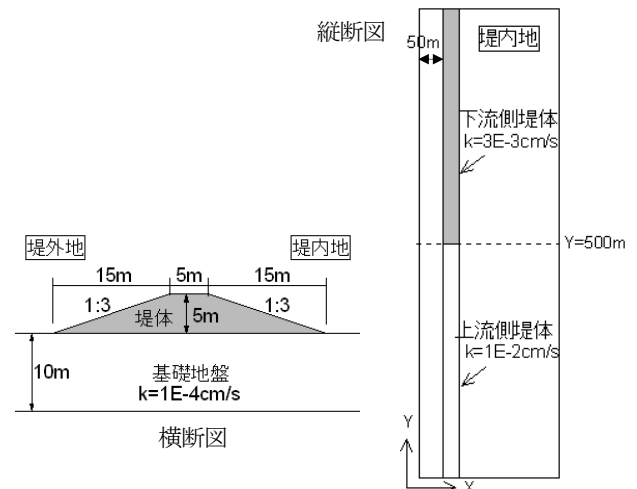 縦断図
50m
堤内地
下流側堤体
k=3E-3cm/s
Y=500m
上流側堤体
k=1E-2cm/s
Y
X
堤外地
堤内地
15m
5m
15m
1:3
1:3
堤体
5m
10m
基礎地盤
k=1E-4cm/s
横断図